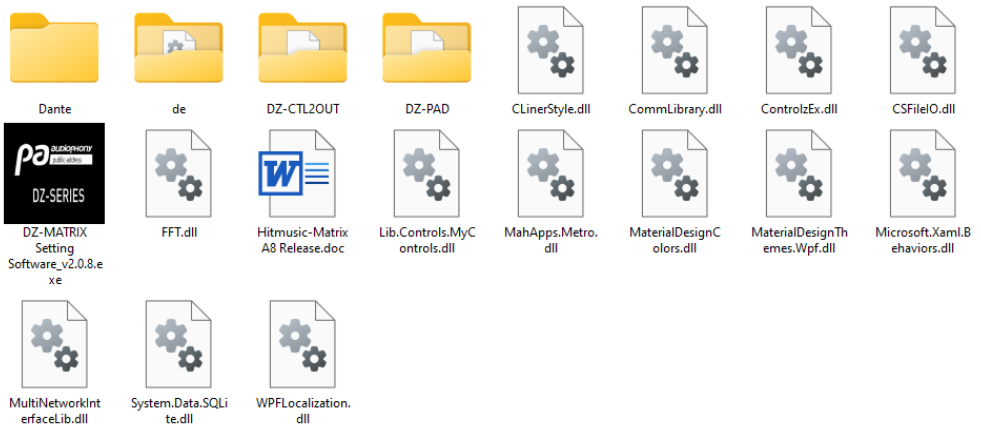 Dante
de
DZ-CTL2OUT
DZ-PAD
CLinerStyle.dll
CommLibrary.dll
ControlzEx.dll
CSFileIO.dll
pa audiophony
public-address
DZ-SERIES
DZ-MATRIX
Setting
Software_v2.0.8.e
xe
FFT.dll
W
Hitmusic-Matrix
A8 Release.doc
Lib.Controls.MyC
ontrols.dll
MahApps.Metro.
dll
MaterialDesignC
olors.dll
MaterialDesignTh
emes.Wpf.dll
Microsoft.Xaml.B
ehaviors.dll
MultiNetworkInt
erfaceLib.dll
System.Data.SQLi
te.dll
WPFLocalization.
dll